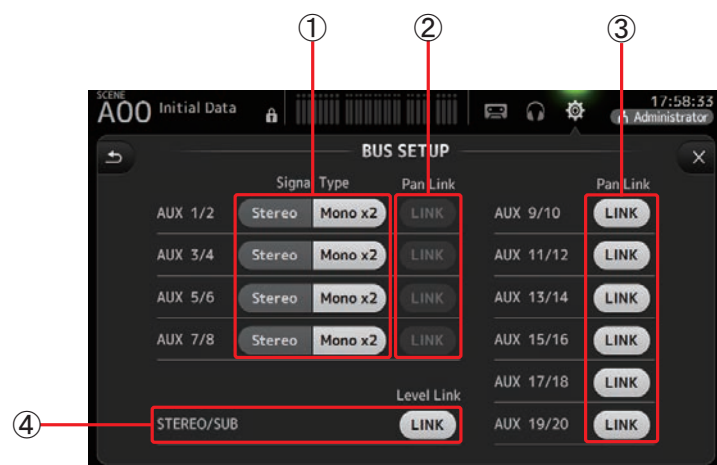 ① ② ③
SCENE
A00 Initial Data
17:58:33
Administrator
BUS SETUP
Signal Type Pan Link Pan Link
AUX 1/2 Stereo Mono x2 LINK AUX 9/10 LINK
AUX 3/4 Stereo Mono x2 LINK AUX 11/12 LINK
AUX 5/6 Stereo Mono x2 LINK AUX 13/14 LINK
AUX 7/8 Stereo Mono x2 LINK AUX 15/16 LINK
AUX 17/18 LINK
Level Link
④ STEREO/SUB LINK AUX 19/20 LINK